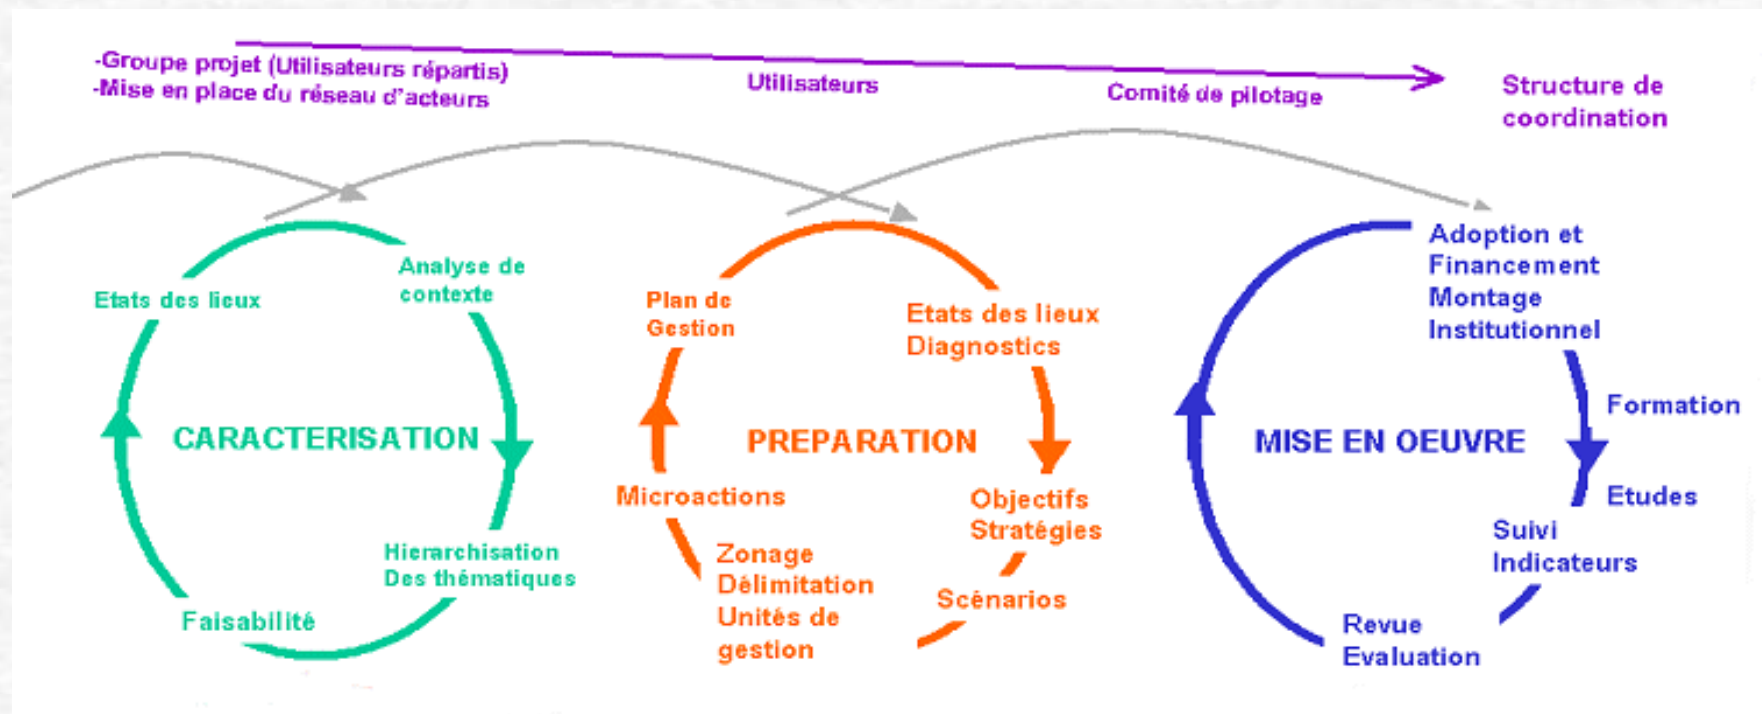 -Groupe projet (Utilisateurs répartis)
-Mise en place du réseau d'acteurs
Utilisateurs
Comité de pilotage
Structure de
coordination
Etats des lieux
Analyse de
contexte
CARACTERISATION
Hierarchisation
Des thématiques
Faisabilité
Plan de
Gestion
Etats des lieux
Diagnostics
PREPARATION
Microactions
Objectifs
Stratégies
Zonage
Délimitation
Unités de
gestion
Scénarios
Adoption et
Financement
Montage
Institutionnel
Formation
MISE EN OEUVRE
Etudes
Suivi
Indicateurs
Revue
Evaluation